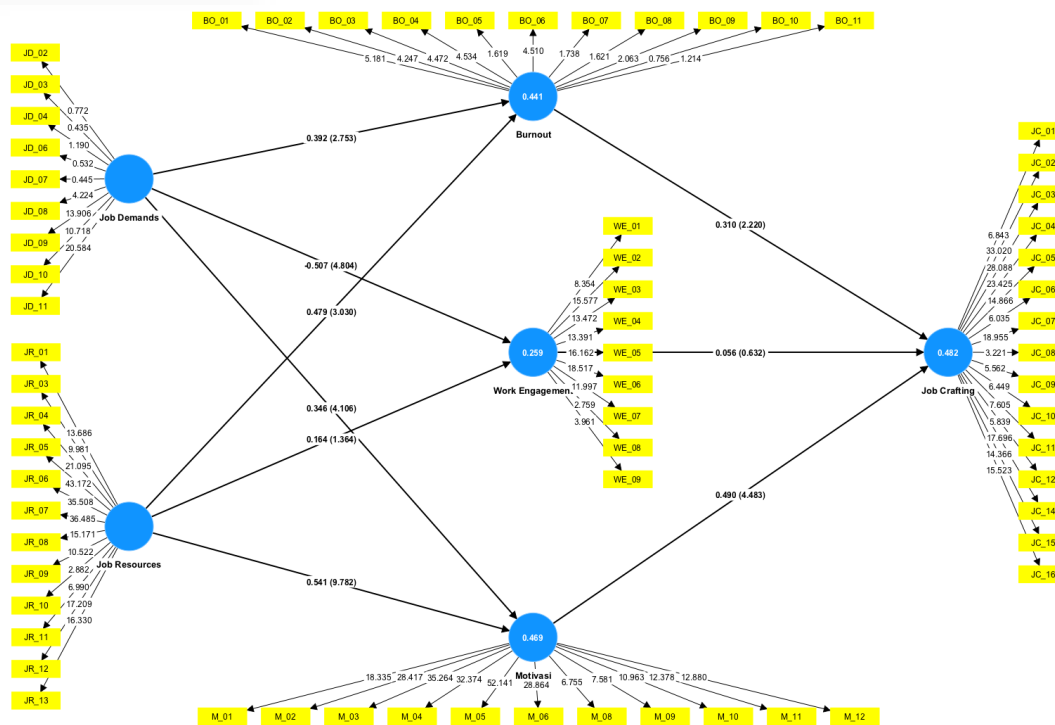 BO_01 BO_02 BO_03 BO_04 BO_05 BO_06 BO_07 BO_08 BO_09 BO_10 BO_11
5.181 4.247 4.472 4.534 1.619 4.510 1.738 1.621 2.063 0.756 1.214
0.441
Burnout
JD_02
JD_03
JD_04
JD_06
JD_07
JD_08
JD_09
JD_10
JD_11
0.772
0.435
1.190
0.532
0.445
4.224
13.906
10.718
20.584
Job Demands
0.392 (2.753)
-0.507 (4.804)
0.479 (3.030)
0.346 (4.106)
0.164 (1.364)
0.541 (9.782)
JR_01
JR_03
JR_04
JR_05
JR_06
JR_07
JR_08
JR_09
JR_10
JR_11
JR_12
JR_13
13.686
9.981
21.095
43.172
35.508
36.485
15.171
10.522
2.882
6.990
17.209
16.330
Job Resources
WE_01
WE_02
WE_03
WE_04
WE_05
WE_06
WE_07
WE_08
WE_09
8.354
15.577
13.472
13.391
16.162
18.517
11.997
2.759
3.961
0.259
Work Engagement
0.310 (2.220)
0.056 (0.632)
0.490 (4.483)
JC_01
JC_02
JC_03
JC_04
JC_05
JC_06
JC_07
JC_08
JC_09
JC_10
JC_11
JC_12
JC_14
JC_15
JC_16
6.843
33.020
28.088
23.425
14.866
6.035
18.955
3.221
5.562
6.449
7.605
5.839
17.696
14.366
15.523
0.482
Job Crafting
0.469
Motivasi
18.335 28.417 35.264 32.374 52.141 28.864 6.755 7.581 10.963 12.378 12.880
M_01 M_02 M_03 M_04 M_05 M_06 M_08 M_09 M_10 M_11 M_12